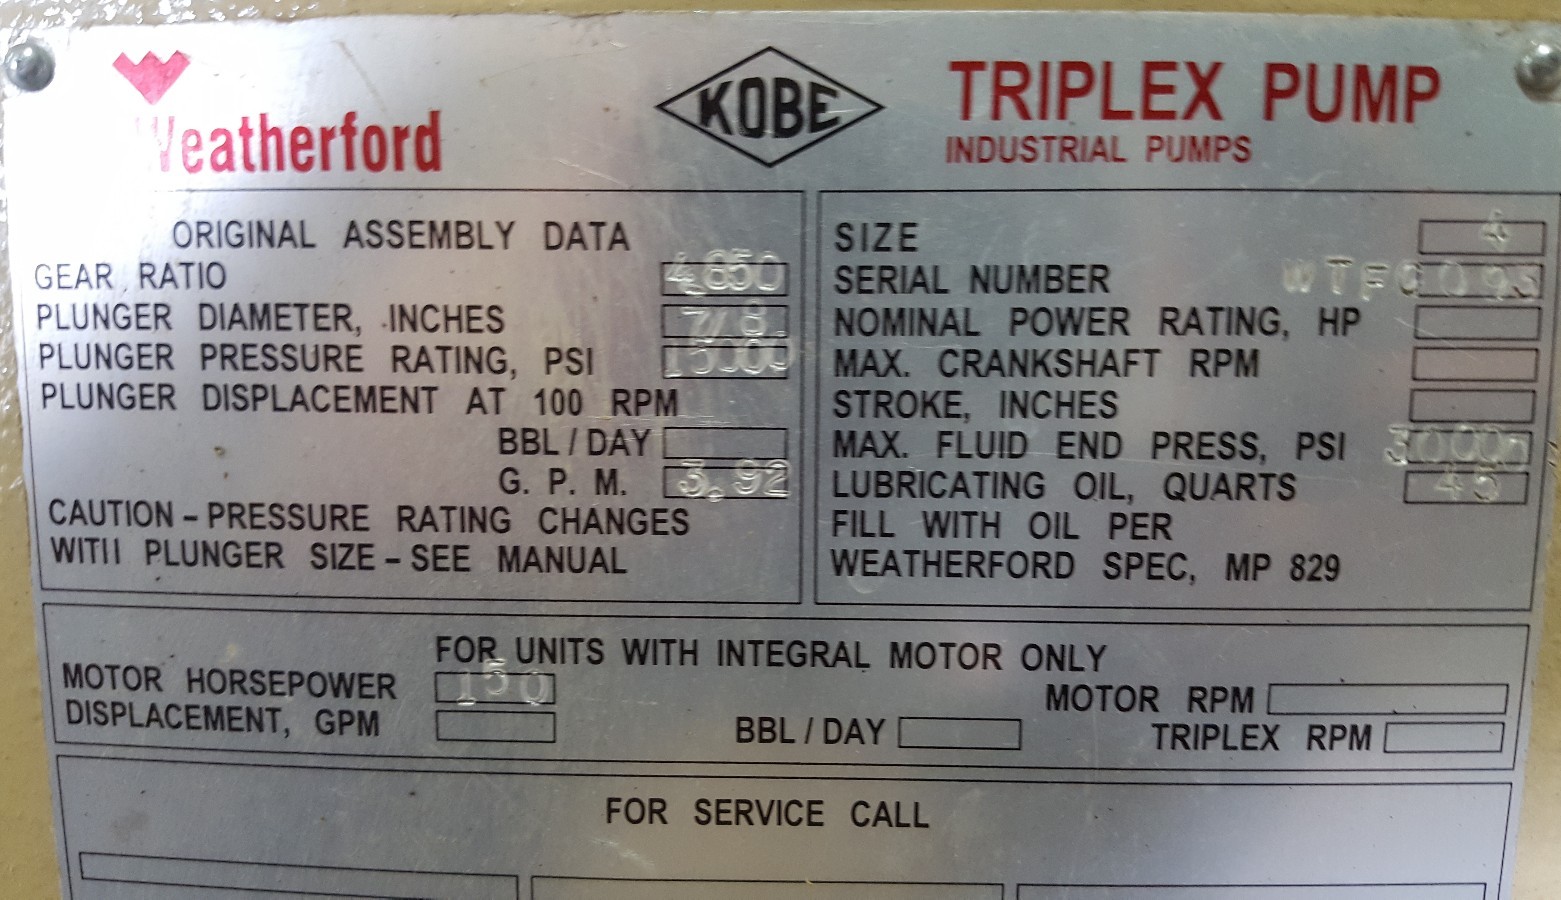 Weatherford
KOBE
TRIPLEX PUMP
INDUSTRIAL PUMPS
ORIGINAL ASSEMBLY DATA
GEAR RATIO 4850
PLUNGER DIAMETER, INCHES 7/8
PLUNGER PRESSURE RATING, PSI 15000
PLUNGER DISPLACEMENT AT 100 RPM
BBL / DAY
G. P. M. 3.92
CAUTION – PRESSURE RATING CHANGES
WITH PLUNGER SIZE – SEE MANUAL
SIZE 4
SERIAL NUMBER
NOMINAL POWER RATING, HP
MAX. CRANKSHAFT RPM
STROKE, INCHES
MAX. FLUID END PRESS, PSI 30000
LUBRICATING OIL, QUARTS 45
FILL WITH OIL PER
WEATHERFORD SPEC, MP 829
FOR UNITS WITH INTEGRAL MOTOR ONLY
MOTOR HORSEPOWER 150
MOTOR RPM
DISPLACEMENT, GPM
BBL / DAY
TRIPLEX RPM
FOR SERVICE CALL